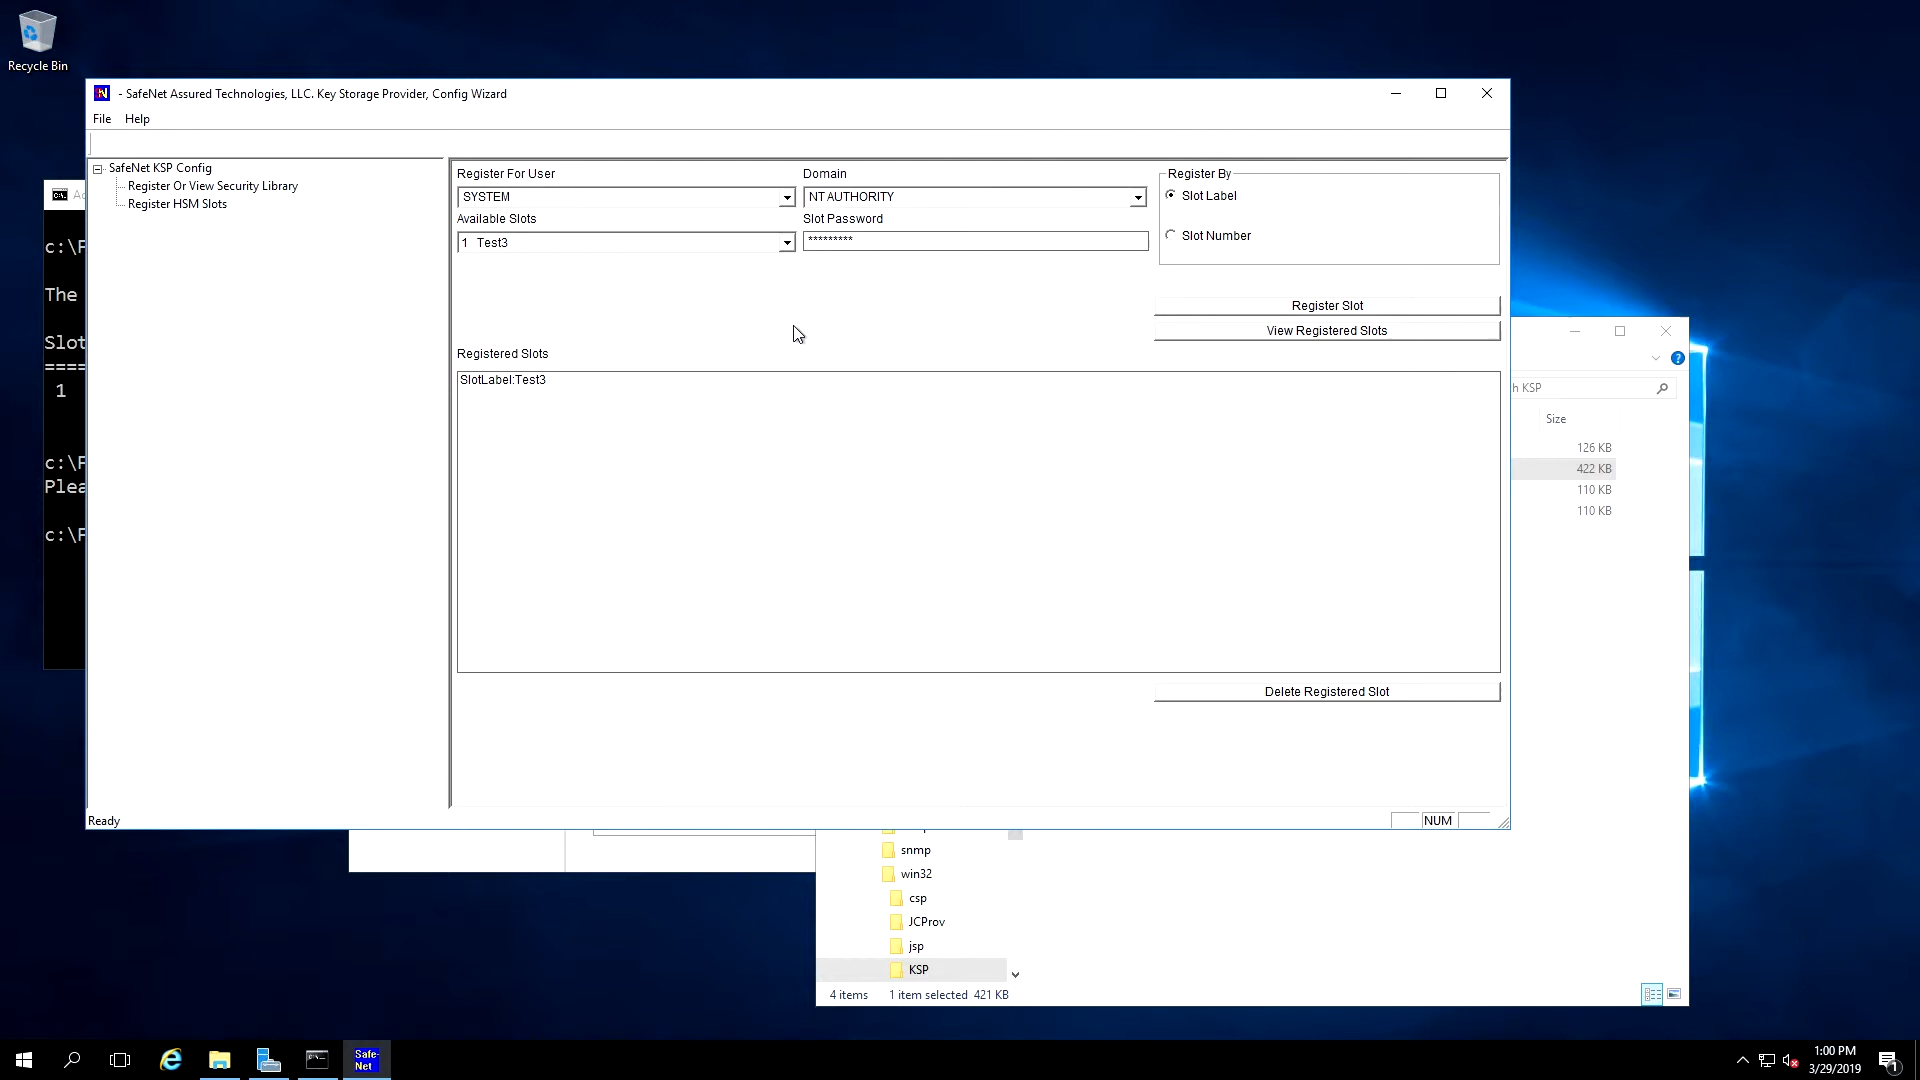 Recycle Bin
- SafeNet Assured Technologies, LLC. Key Storage Provider, Config Wizard
File Help
SafeNet KSP Config
Register Or View Security Library
Register HSM Slots
Register For User
Domain
Register By
SYSTEM
NT AUTHORITY
Slot Label
Available Slots
Slot Password
1 Test3
*********
Slot Number
Register Slot
View Registered Slots
Registered Slots
SlotLabel:Test3
Delete Registered Slot
Ready
NUM
c:\
The
Slot
====
1
c:\
c:\
KSP
Size
126 KB
422 KB
110 KB
110 KB
snmp
win32
csp
JCProv
jsp
KSP
4 items 1 item selected 421 KB
Safe-
Net
1:00 PM
3/29/2019
1